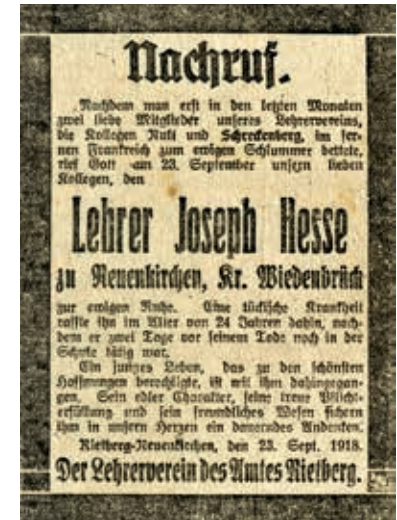 Nachruf.
Nachdem man erst in den letzten Monaten
zwei liebe Mitglieder unseres Lehrervereins,
die Kollegen Ruli und Schreckenberg, im fer-
nen Frankreich zum ewigen Schlummer bettete,
rief Gott am 23. September unsern lieben
Kollegen, den
Lehrer Joseph Hesse
zu Neuenkirchen, Kr. Wiedenbrück
zur ewigen Ruhe. Eine tückische Krankheit
raffte ihn im Alter von 24 Jahren dahin, nach-
dem er zwei Tage vor seinem Tode noch in der
Schule tätig war.
Ein junges Leben, das zu den schönsten
Hoffnungen berechtigte, ist mit ihm dahingegan-
gen. Sein edler Charakter, seine treue Pflicht-
erfüllung und sein freundliches Wesen sichern
ihm in unsern Herzen ein dauerndes Andenken.
Rietberg-Neuenkirchen, den 23. Sept. 1918.
Der Lehrerverein des Amtes Rietberg.